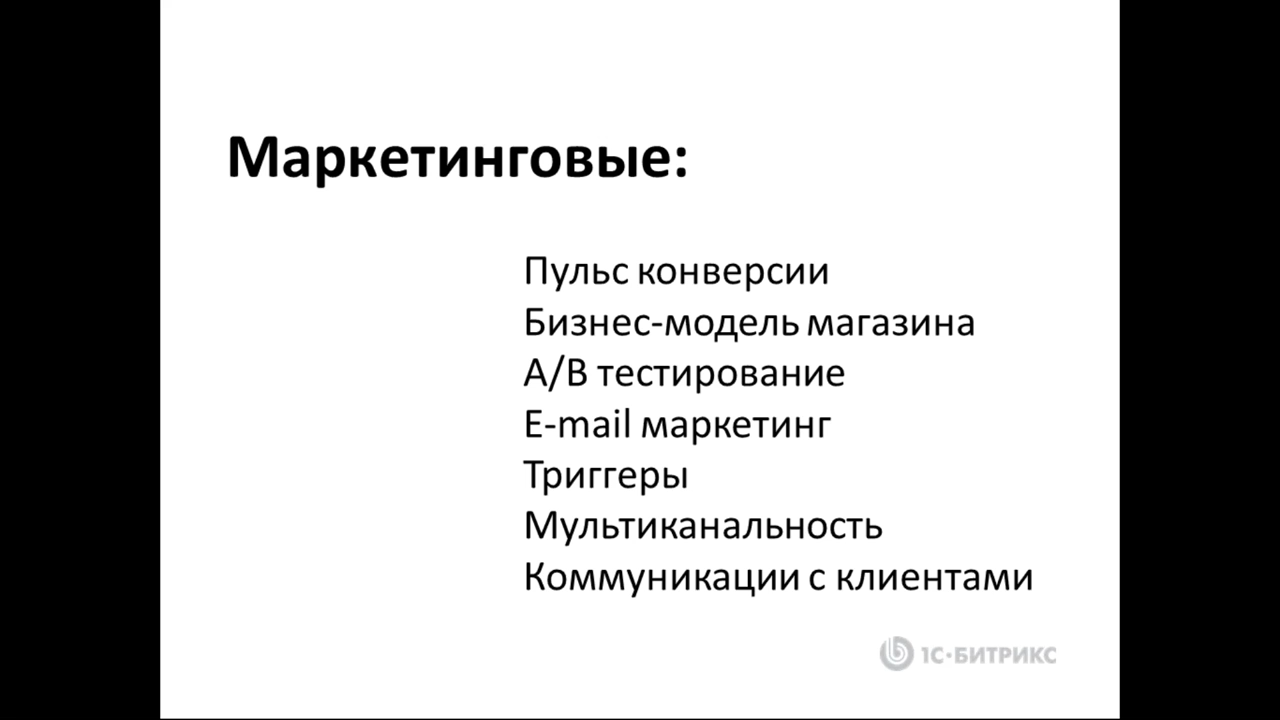 Маркетинговые:
Пульс конверсии
Бизнес-модель магазина
A/B тестирование
E-mail маркетинг
Триггеры
Мультиканальность
Коммуникации с клиентами
1С·БИТРИКС